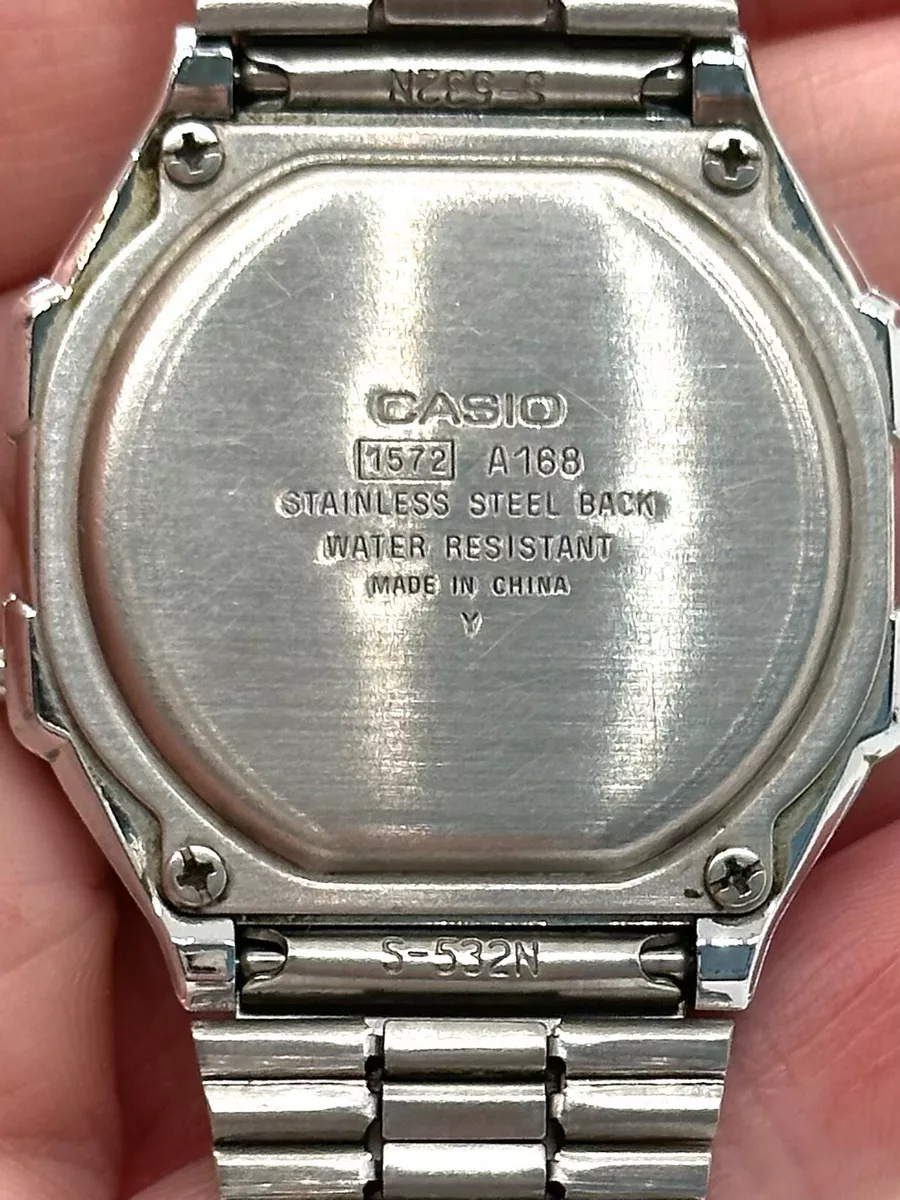 S-532N
CASIO
1572 A168
STAINLESS STEEL BACK
WATER RESISTANT
MADE IN CHINA
Y
S-532N